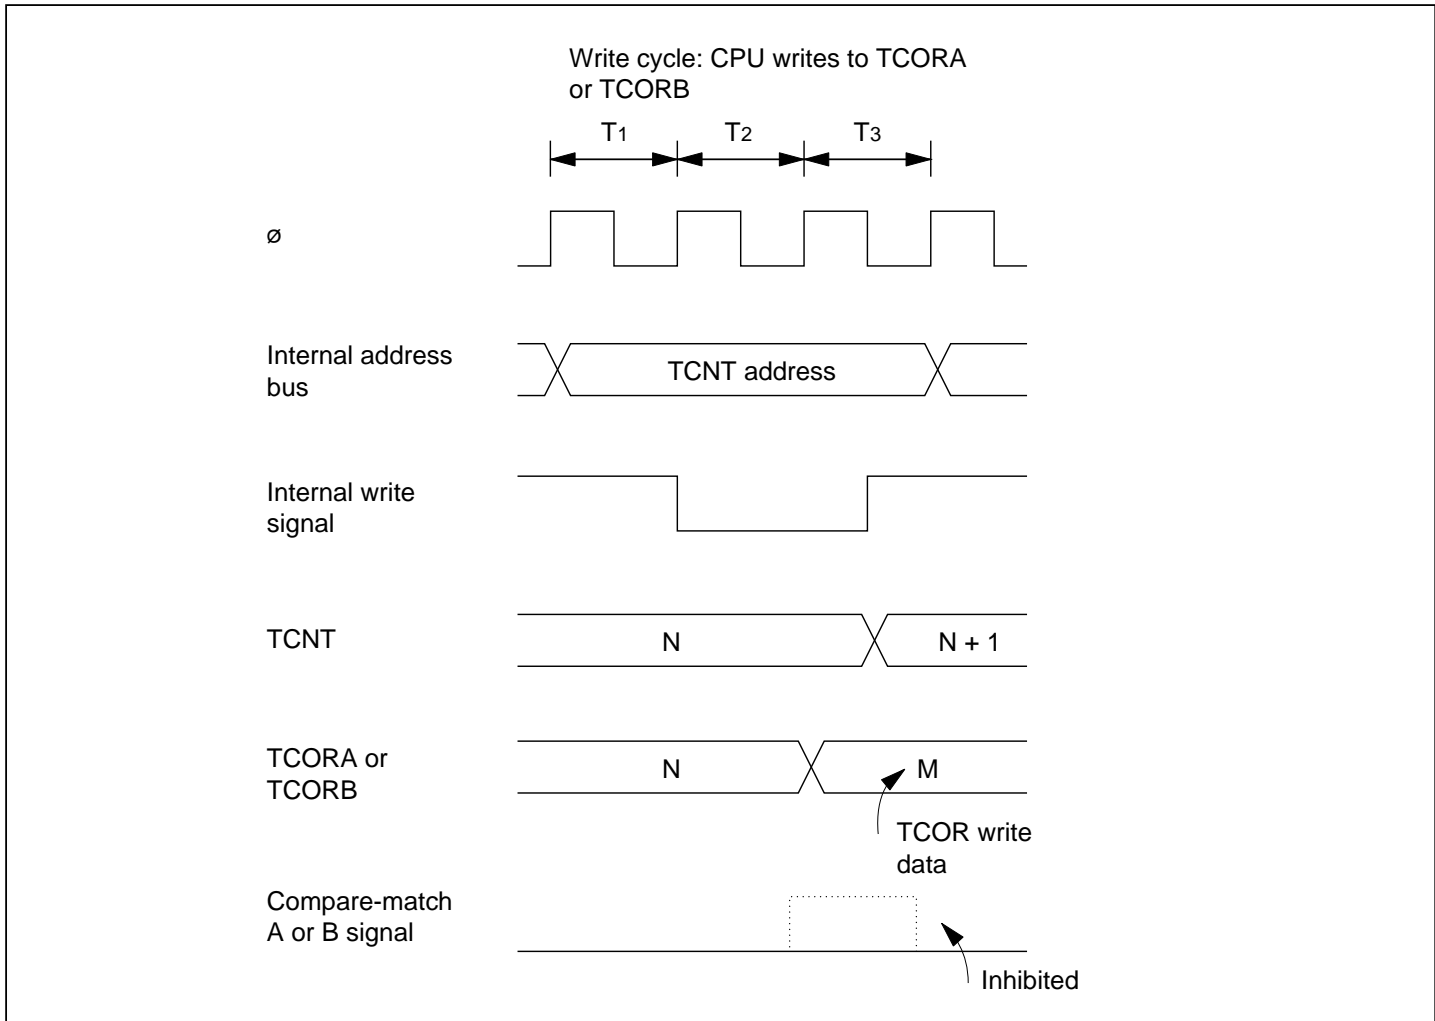 Write cycle: CPU writes to TCORA
or TCORB
T1
T2
T3
ø
Internal address
bus
TCNT address
Internal write
signal
TCNT
N
N + 1
TCORA or
TCORB
N
M
TCOR write
data
Compare-match
A or B signal
Inhibited